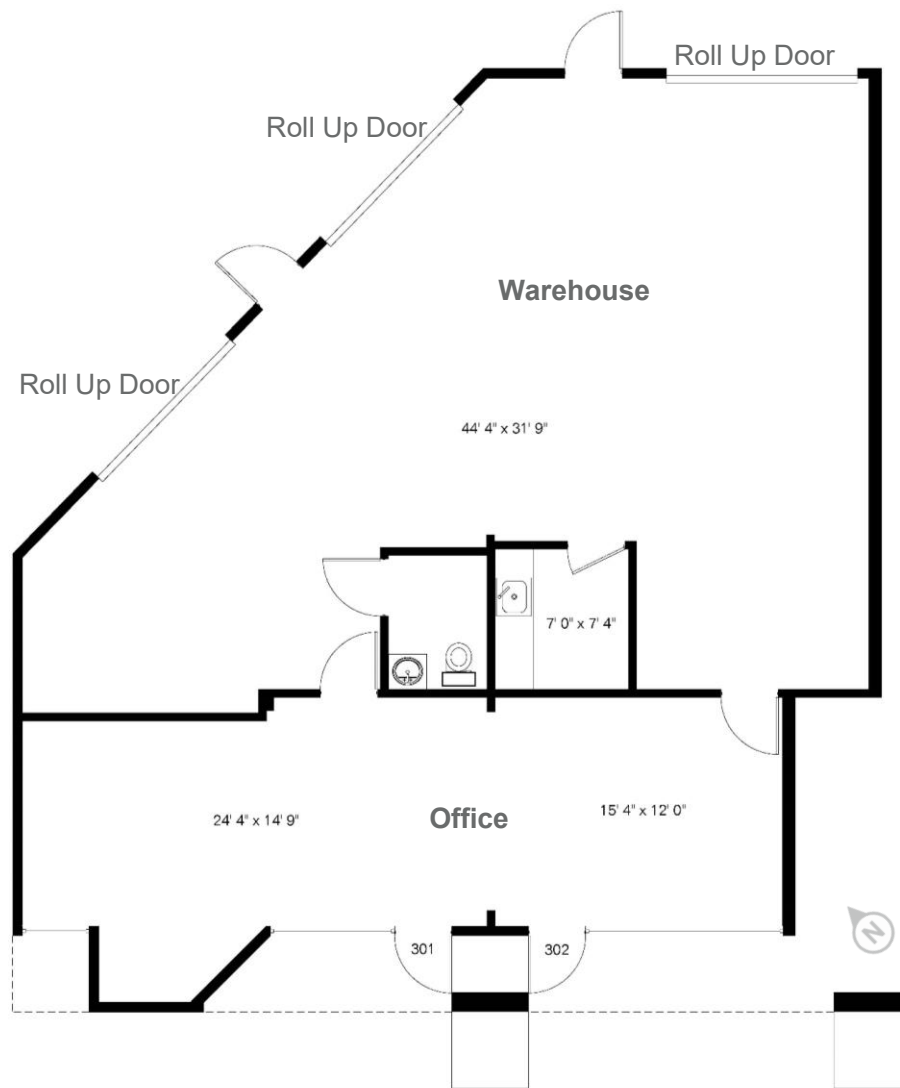 Roll Up Door
Roll Up Door
Warehouse
Roll Up Door
44' 4" x 31' 9"
7' 0" x 7' 4"
24' 4" x 14' 9"
Office
15' 4" x 12' 0"
301
302
N